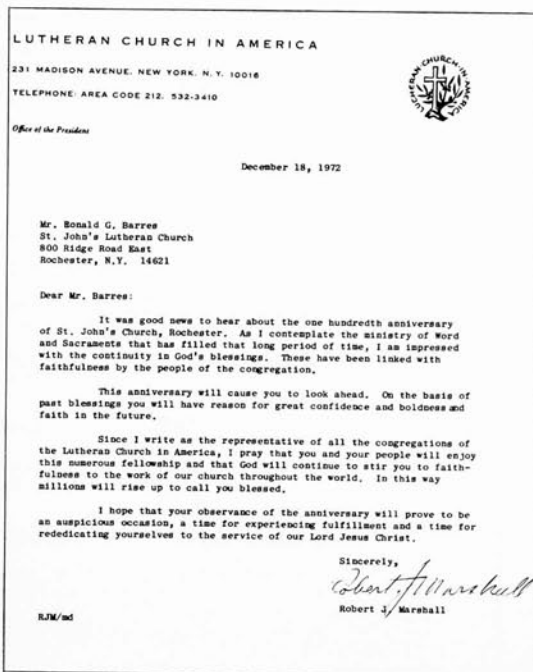 LUTHERAN CHURCH IN AMERICA
231 MADISON AVENUE, NEW YORK, N.Y. 10016
TELEPHONE: AREA CODE 212, 532-3410
LUTHERAN·CHURCH·IN·AMERICA
Office of the President
December 18, 1972
Mr. Ronald G. Barres
St. John's Lutheran Church
800 Ridge Road East
Rochester, N.Y. 14621
Dear Mr. Barres:
It was good news to hear about the one hundredth anniversary
of St. John's Church, Rochester. As I contemplate the ministry of Word
and Sacraments that has filled that long period of time, I am impressed
with the continuity in God's blessings. These have been linked with
faithfulness by the people of the congregation.
This anniversary will cause you to look ahead. On the basis of
past blessings you will have reason for great confidence and boldness and
faith in the future.
Since I write as the representative of all the congregations of
the Lutheran Church in America, I pray that you and your people will enjoy
this numerous fellowship and that God will continue to stir you to faith-
fulness to the work of our church throughout the world. In this way
millions will rise up to call you blessed.
I hope that your observance of the anniversary will prove to be
an auspicious occasion, a time for experiencing fulfillment and a time for
rededicating yourselves to the service of our Lord Jesus Christ.
Sincerely,
Robert J Marshall
Robert J. Marshall
RJM/md